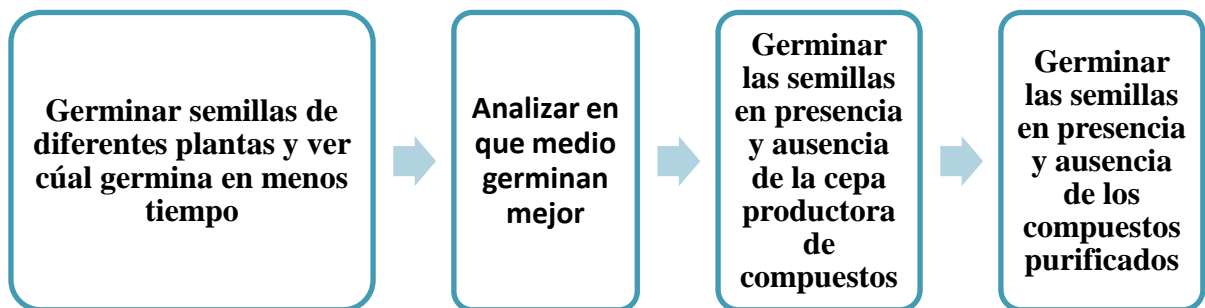 Germinar semillas de
diferentes plantas y ver
cúal germina en menos
tiempo
Analizar en
que medio
germinan
mejor
Germinar
las semillas
en presencia
y ausencia
de la cepa
productora
de
compuestos
Germinar
las semillas
en presencia
y ausencia
de los
compuestos
purificados